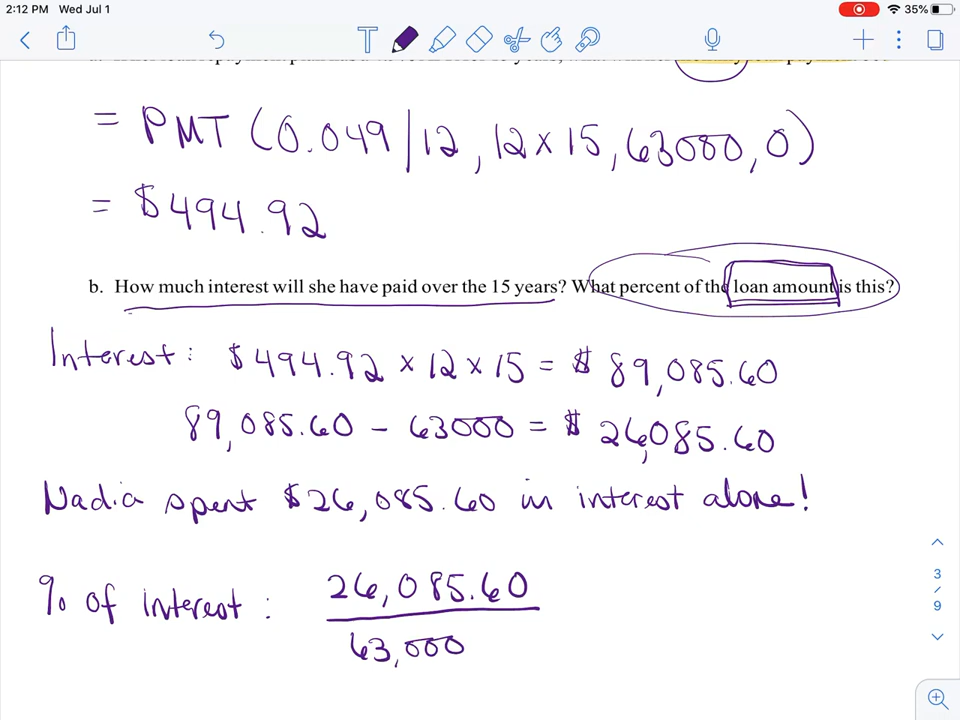 2:12 PM Wed Jul 1 35%
T
= PMT (0.049/12, 12×15, 63000, 0)
= $494.92
b. How much interest will she have paid over the 15 years? What percent of the loan amount is this?
Interest: $494.92 × 12 × 15 = $89,085.60
89,085.60 - 63000 = $26,085.60
Nadia spent $26,085.60 in interest alone!
% of interest: 26,085.60
63,000
3
/
9